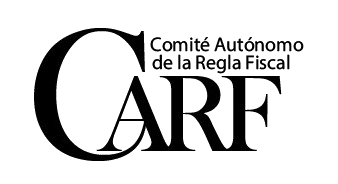 Comité Autónomo
de la Regla Fiscal
CARF